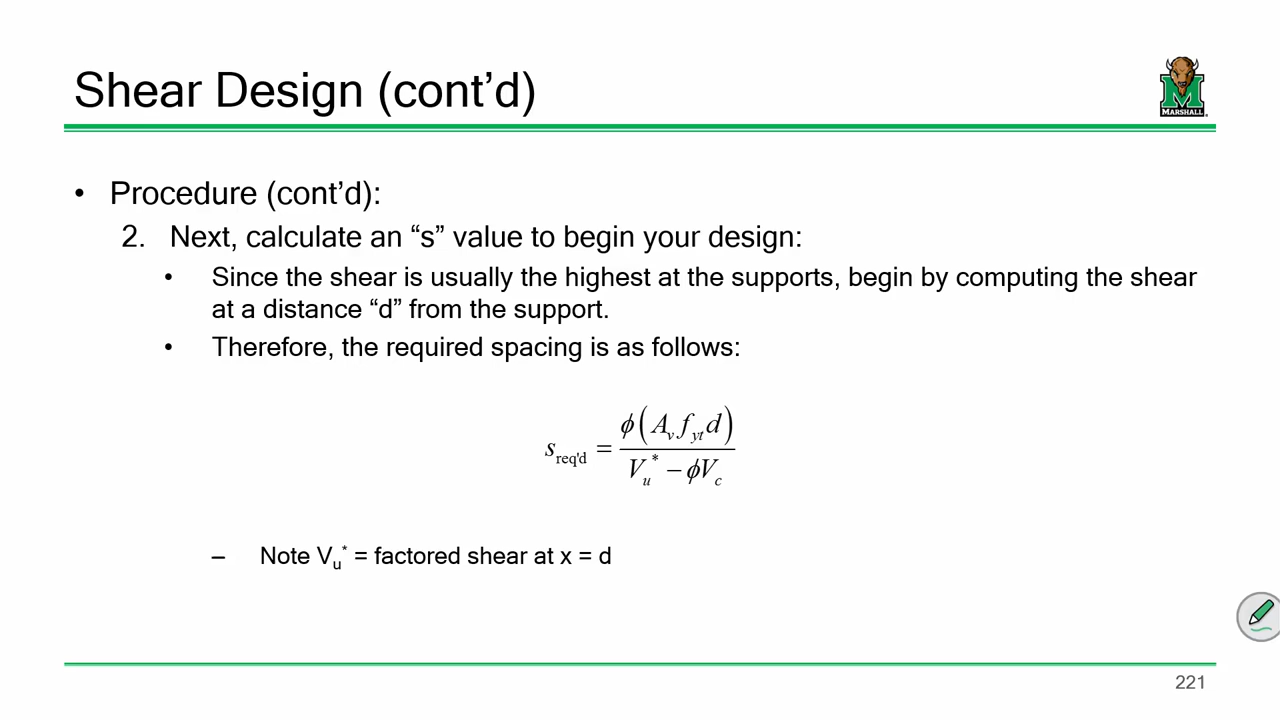 Shear Design (cont’d)
MARSHALL
• Procedure (cont’d):
2. Next, calculate an “s” value to begin your design:
• Since the shear is usually the highest at the supports, begin by computing the shear
at a distance “d” from the support.
• Therefore, the required spacing is as follows:
s_req'd = ϕ(A_v f_yt d) / (V_u^* − ϕV_c)
– Note V_u^* = factored shear at x = d
221